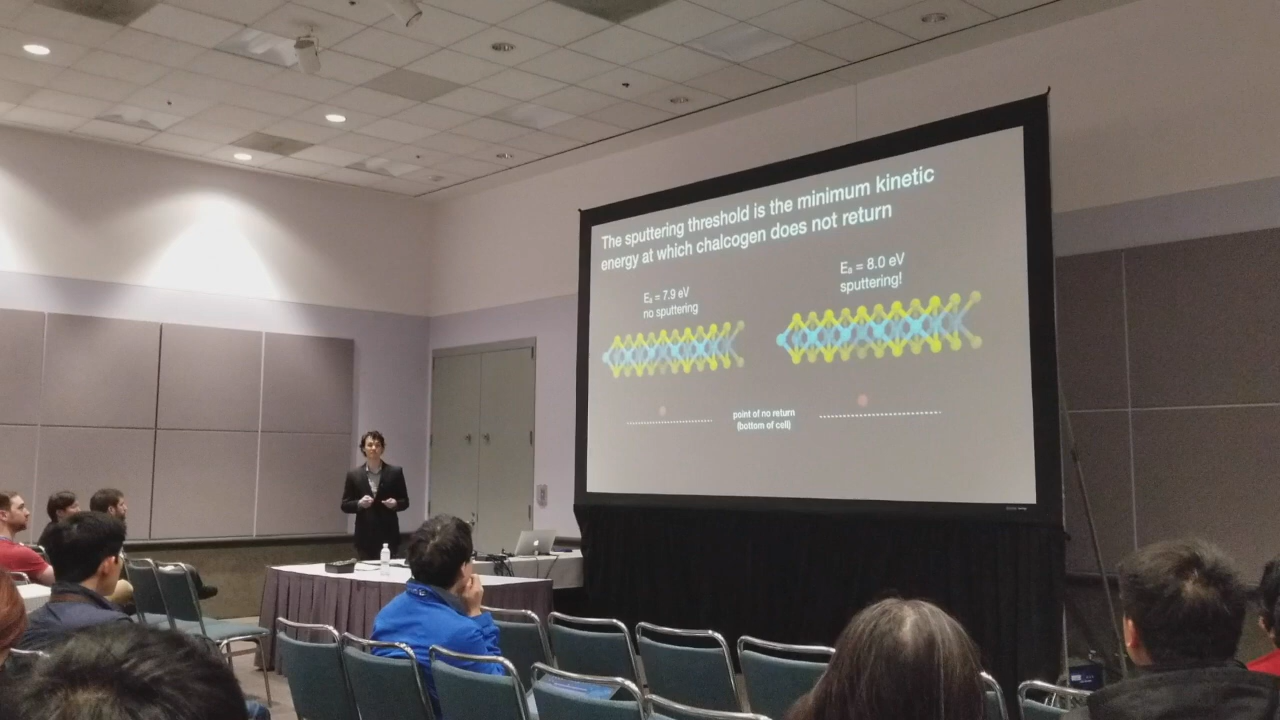 The sputtering threshold is the minimum kinetic
energy at which chalcogen does not return
Eₐ = 7.9 eV
no sputtering
Eₐ = 8.0 eV
sputtering!
point of no return
(bottom of cell)